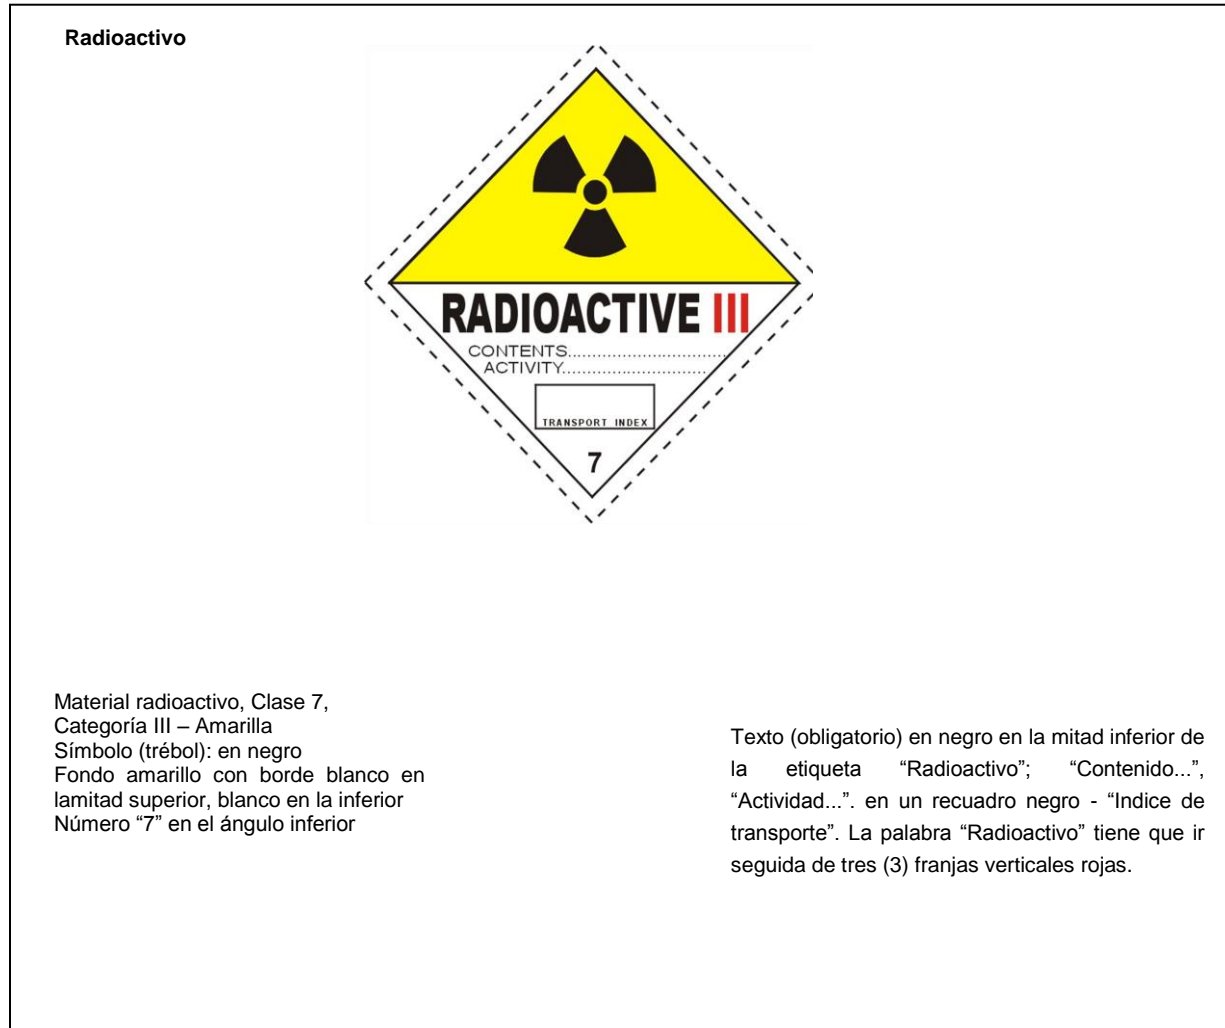 Radioactivo
RADIOACTIVE III
CONTENTS................................
ACTIVITY..............................
TRANSPORT INDEX
7
Material radioactivo, Clase 7,
Categoría III – Amarilla
Símbolo (trébol): en negro
Fondo amarillo con borde blanco en
lamitad superior, blanco en la inferior
Número “7” en el ángulo inferior
Texto (obligatorio) en negro en la mitad inferior de
la etiqueta “Radioactivo”; “Contenido...”,
“Actividad...”. en un recuadro negro - “Indice de
transporte”. La palabra “Radioactivo” tiene que ir
seguida de tres (3) franjas verticales rojas.